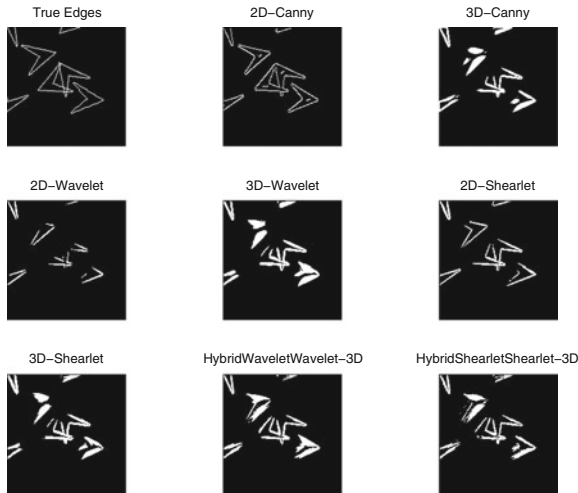 True Edges
2D−Canny
3D−Canny
2D−Wavelet
3D−Wavelet
2D−Shearlet
3D−Shearlet
HybridWaveletWavelet−3D
HybridShearletShearlet−3D